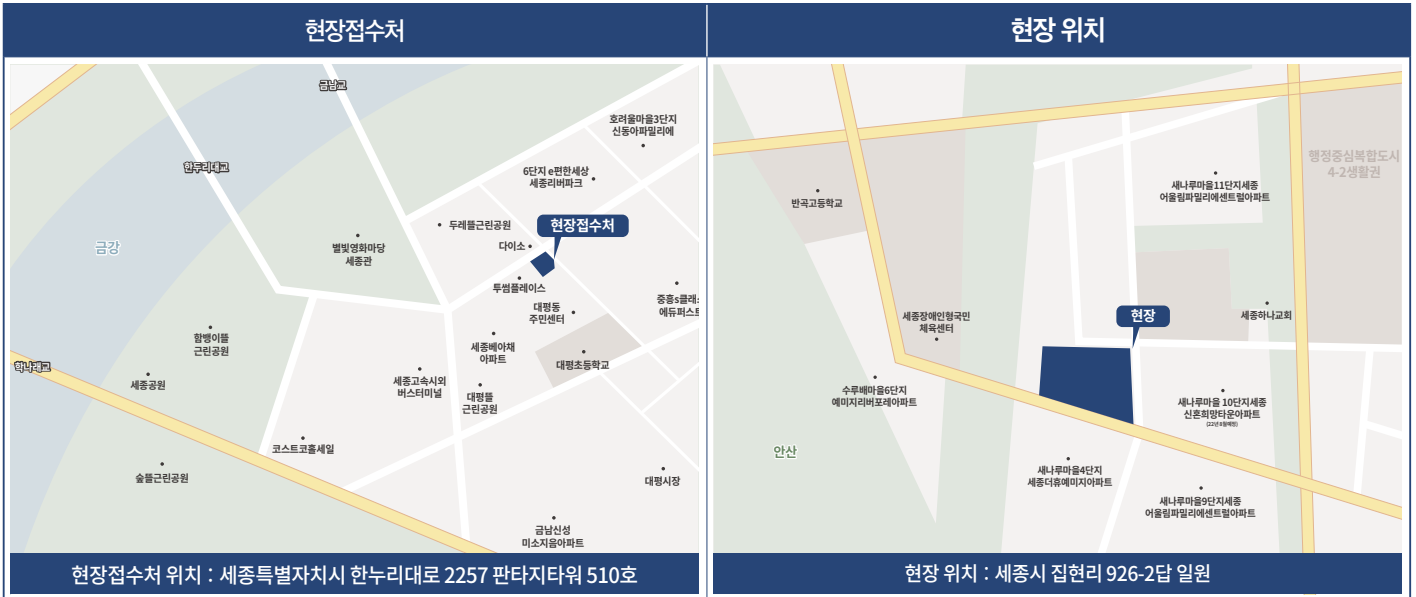 현장접수처
현장 위치
금남교
호려울마을3단지
신동아파밀리에
한두리대교
6단지 e편한세상
세종리버파크
두레뜰근린공원
현장접수처
금강
별빛영화마당
세종관
다이소
투썸플레이스
중흥s클래스
에듀퍼스트
대평동
주민센터
함뱅이뜰
근린공원
세종베아채
아파트
대평초등학교
학나래교
세종공원
세종고속시외
버스터미널
대평뜰
근린공원
코스트코홀세일
숲뜰근린공원
대평시장
금남신성
미소지움아파트
현장접수처 위치 : 세종특별자치시 한누리대로 2257 판타지타워 510호
행정중심복합도시
4-2생활권
새나루마을11단지세종
어울림파밀리에센트럴아파트
반곡고등학교
세종장애인형국민
체육센터
현장
세종하나교회
수루배마을6단지
예미지리버포레아파트
새나루마을 10단지세종
신혼희망타운아파트
안산
새나루마을4단지
세종더휴예미지아파트
새나루마을9단지세종
어울림파밀리에센트럴아파트
현장 위치 : 세종시 집현리 926-2답 일원